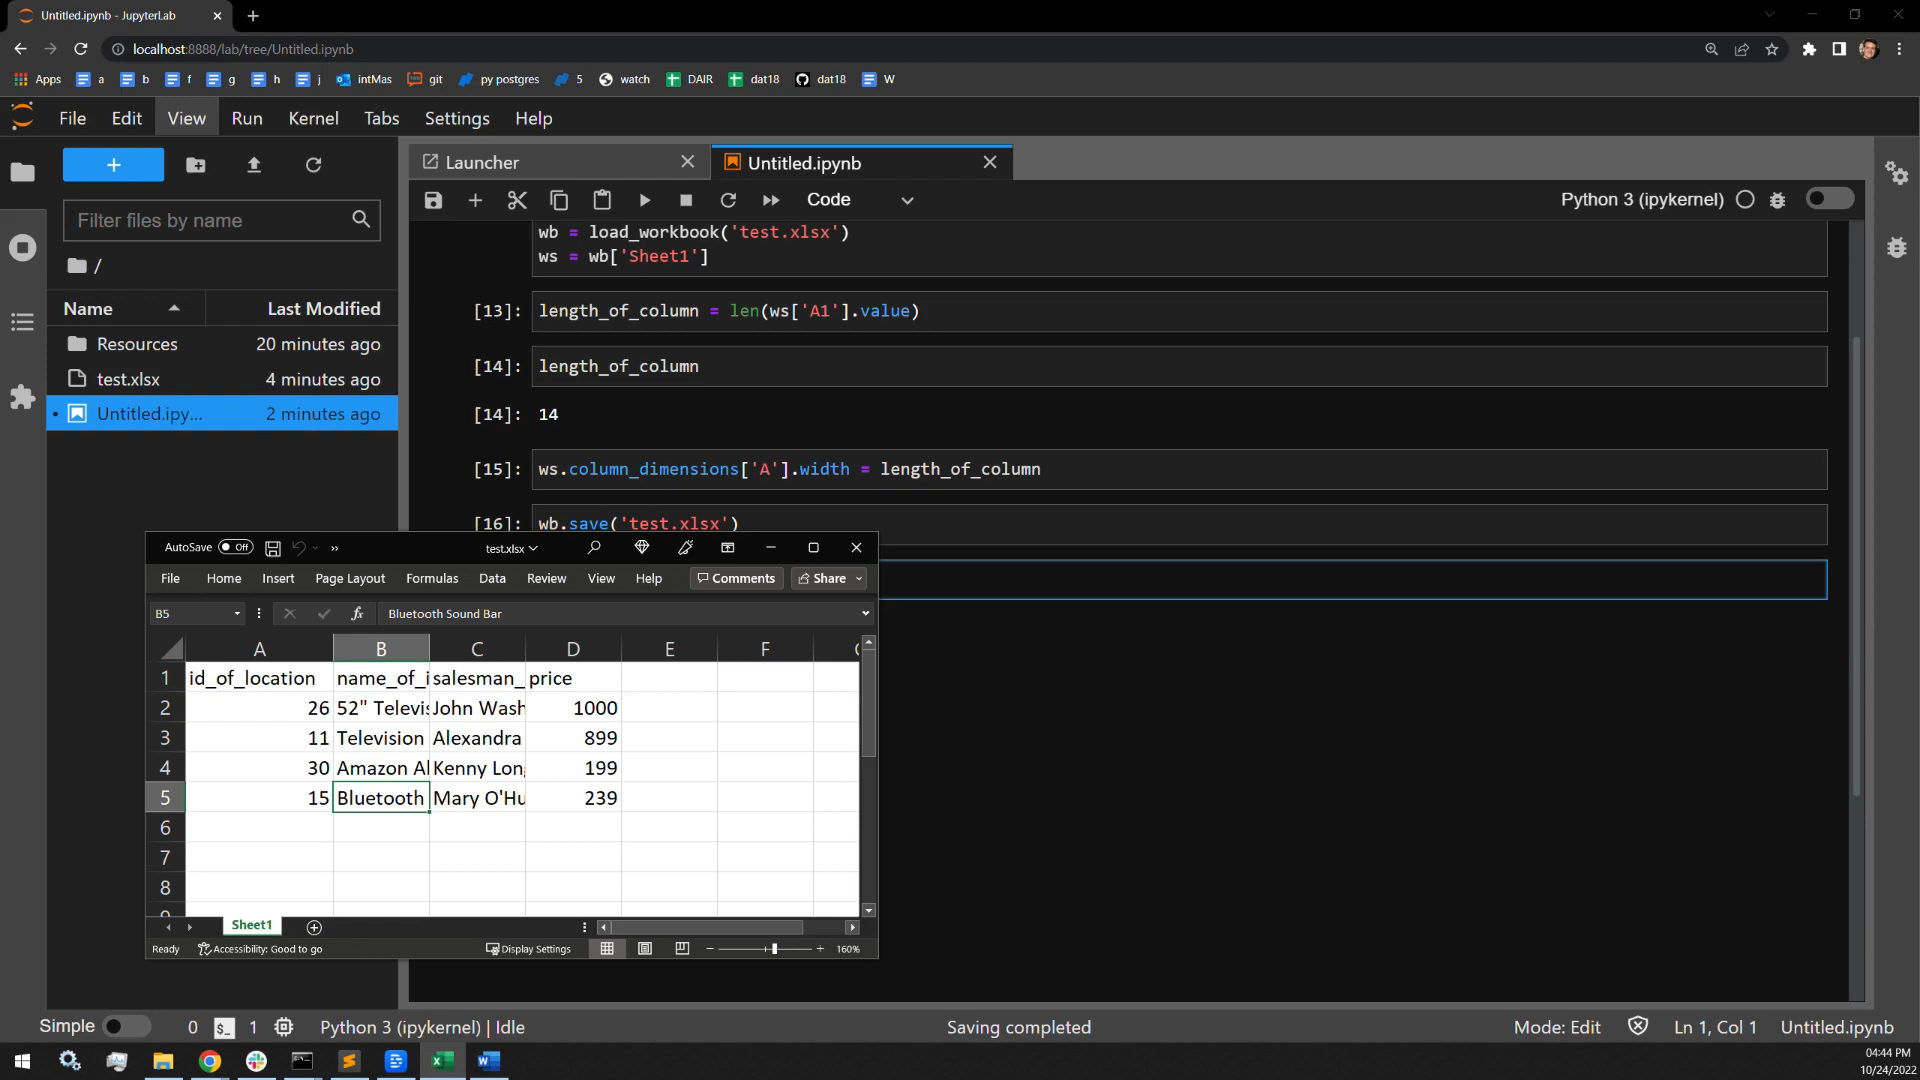 Untitled.ipynb - JupyterLab
localhost:8888/lab/tree/Untitled.ipynb
Apps a b f g h j intMas git py postgres 5 watch DAIR dat18 dat18 W
File Edit View Run Kernel Tabs Settings Help
+
Launcher Untitled.ipynb
Code Python 3 (ipykernel)
Filter files by name
/
Name Last Modified
Resources 20 minutes ago
test.xlsx 4 minutes ago
Untitled.ipy... 2 minutes ago
wb = load_workbook('test.xlsx')
ws = wb['Sheet1']
[13]: length_of_column = len(ws['A1'].value)
[14]: length_of_column
[14]: 14
[15]: ws.column_dimensions['A'].width = length_of_column
[16]: wb.save('test.xlsx')
AutoSave Off test.xlsx
File Home Insert Page Layout Formulas Data Review View Help Comments Share
B5 fx Bluetooth Sound Bar
A B C D E F
1 id_of_location name_of_i salesman_ price
2 26 52" Televis John Wash 1000
3 11 Television Alexandra 899
4 30 Amazon Al Kenny Long 199
5 15 Bluetooth Mary O'Hu 239
6
7
8
9
Sheet1
Ready Accessibility: Good to go Display Settings 160%
Simple 0 $_ 1 Python 3 (ipykernel) | Idle Saving completed Mode: Edit Ln 1, Col 1 Untitled.ipynb
04:44 PM
10/24/2022